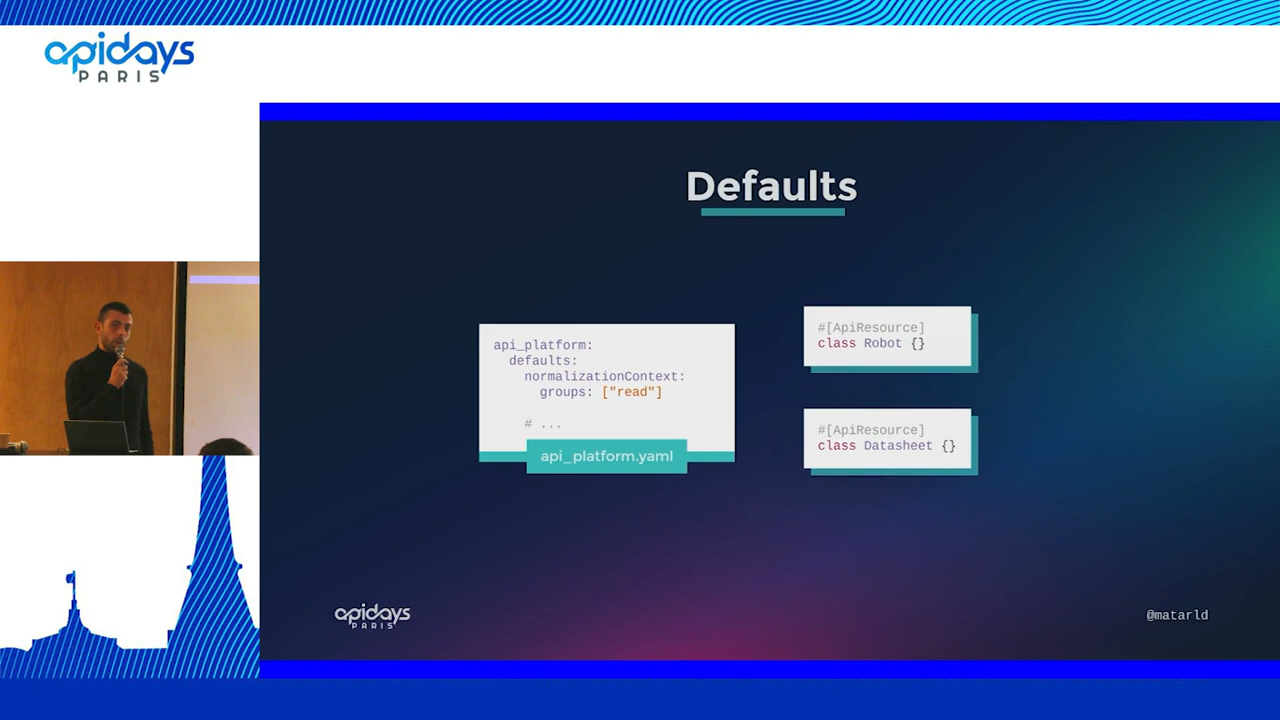 apidays
PARIS
Defaults
api_platform:
defaults:
normalizationContext:
groups: ["read"]
# ...
api_platform.yaml
#[ApiResource]
class Robot {}
#[ApiResource]
class Datasheet {}
apidays
PARIS
@matarld